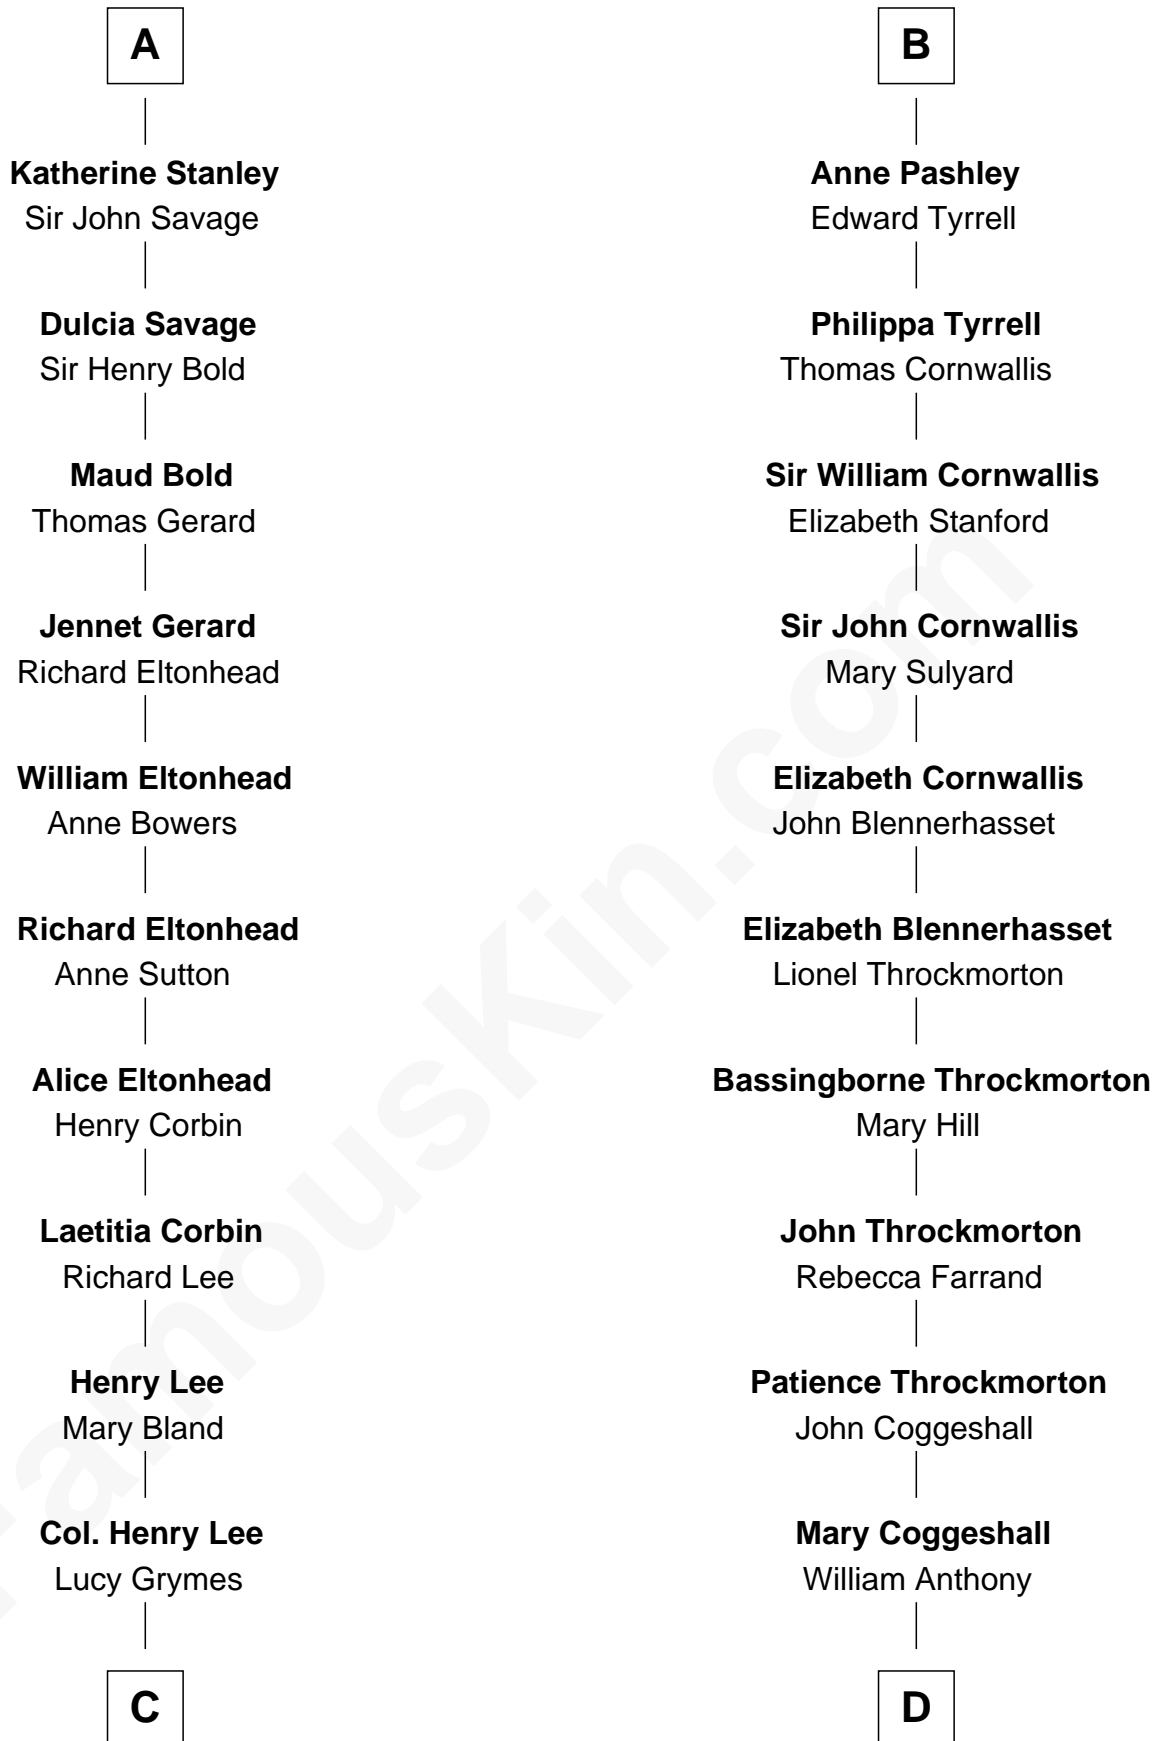 A
Katherine Stanley
Sir John Savage
Dulcia Savage
Sir Henry Bold
Maud Bold
Thomas Gerard
Jennet Gerard
Richard Eltonhead
William Eltonhead
Anne Bowers
Richard Eltonhead
Anne Sutton
Alice Eltonhead
Henry Corbin
Laetitia Corbin
Richard Lee
Henry Lee
Mary Bland
Col. Henry Lee
Lucy Grymes
C
B
Anne Pashley
Edward Tyrrell
Philippa Tyrrell
Thomas Cornwallis
Sir William Cornwallis
Elizabeth Stanford
Sir John Cornwallis
Mary Sulyard
Elizabeth Cornwallis
John Blennerhasset
Elizabeth Blennerhasset
Lionel Throckmorton
Bassingborne Throckmorton
Mary Hill
John Throckmorton
Rebecca Farrand
Patience Throckmorton
John Coggeshall
Mary Coggeshall
William Anthony
D
FamousKin.com